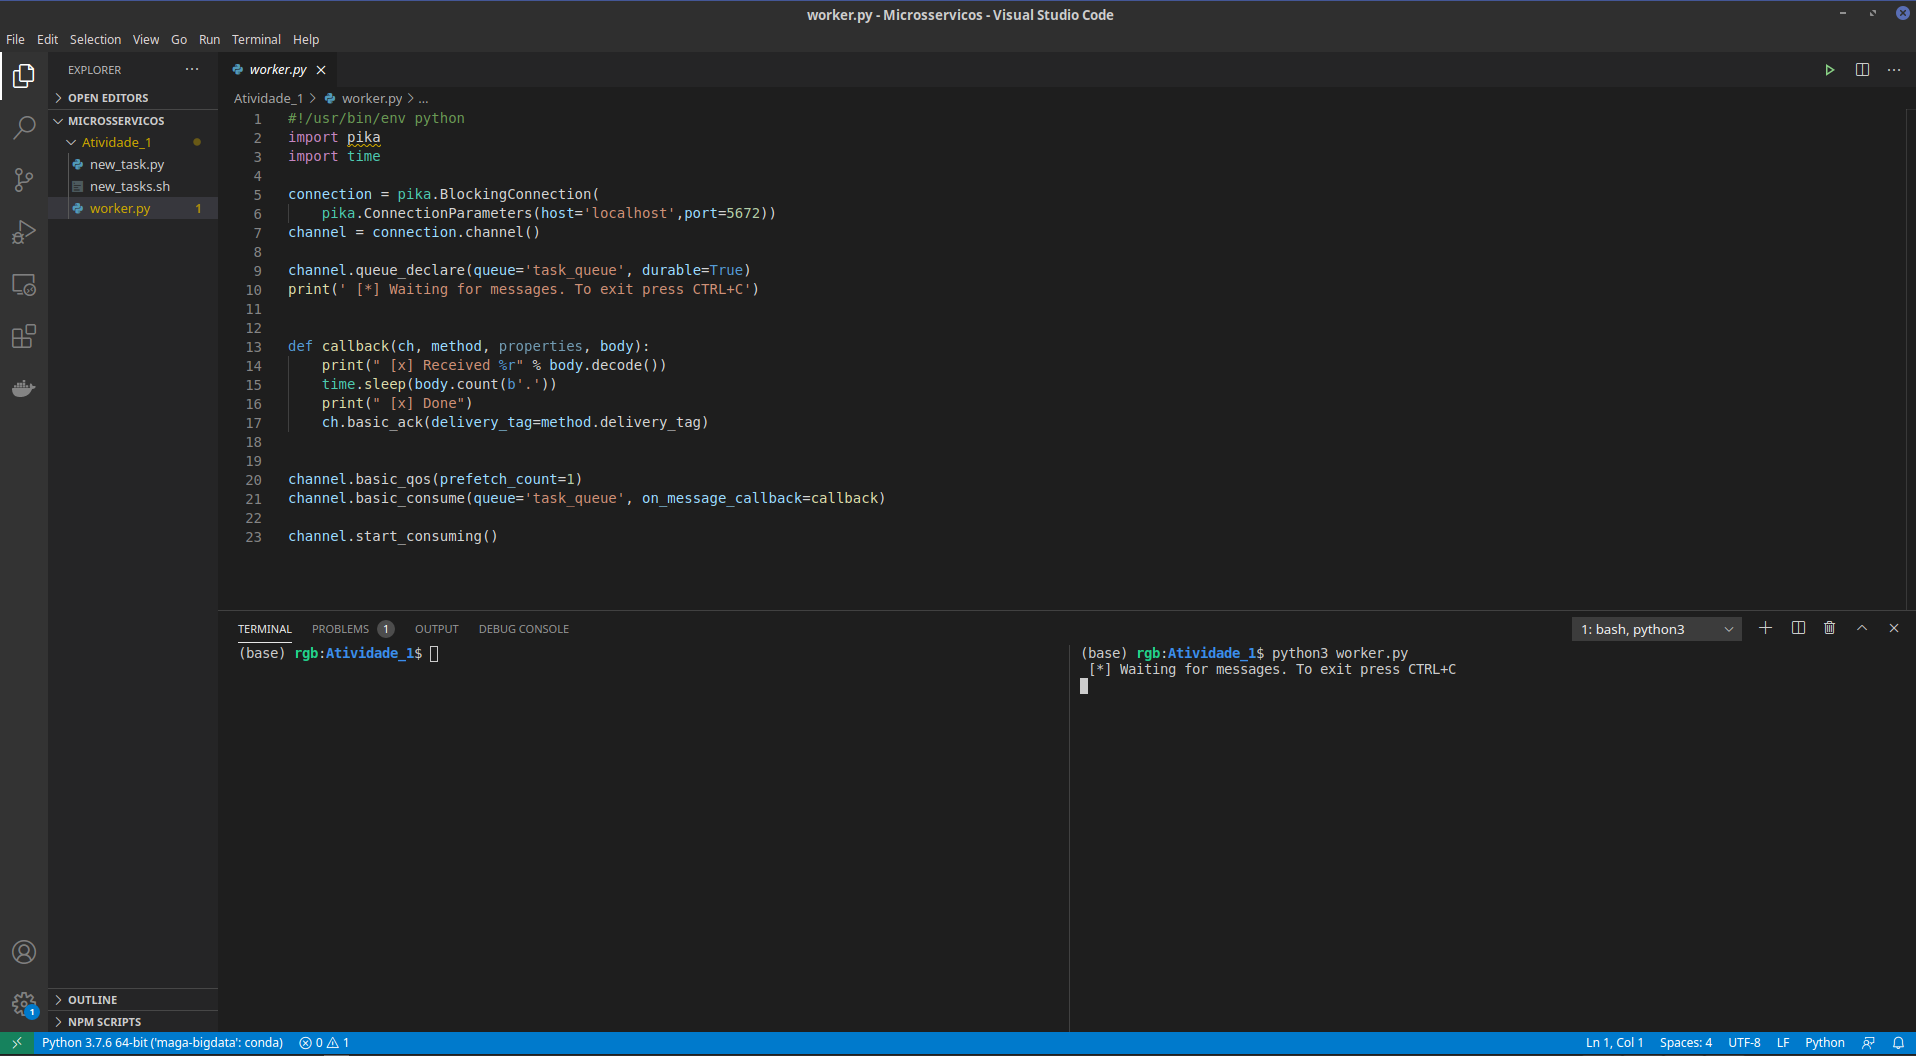 worker.py - Microsservicos - Visual Studio Code
File Edit Selection View Go Run Terminal Help
EXPLORER
OPEN EDITORS
MICROSSERVICOS
Atividade_1
new_task.py
new_tasks.sh
worker.py 1
OUTLINE
NPM SCRIPTS
worker.py
Atividade_1 > worker.py > ...
1 #!/usr/bin/env python
2 import pika
3 import time
4
5 connection = pika.BlockingConnection(
6     pika.ConnectionParameters(host='localhost',port=5672))
7 channel = connection.channel()
8
9 channel.queue_declare(queue='task_queue', durable=True)
10 print(' [*] Waiting for messages. To exit press CTRL+C')
11
12
13 def callback(ch, method, properties, body):
14     print(" [x] Received %r" % body.decode())
15     time.sleep(body.count(b'.'))
16     print(" [x] Done")
17     ch.basic_ack(delivery_tag=method.delivery_tag)
18
19
20 channel.basic_qos(prefetch_count=1)
21 channel.basic_consume(queue='task_queue', on_message_callback=callback)
22
23 channel.start_consuming()
TERMINAL PROBLEMS 1 OUTPUT DEBUG CONSOLE
1: bash, python3
(base) rgb:Atividade_1$
(base) rgb:Atividade_1$ python3 worker.py
 [*] Waiting for messages. To exit press CTRL+C
1
Python 3.7.6 64-bit ('maga-bigdata': conda) 0 1
Ln 1, Col 1 Spaces: 4 UTF-8 LF Python